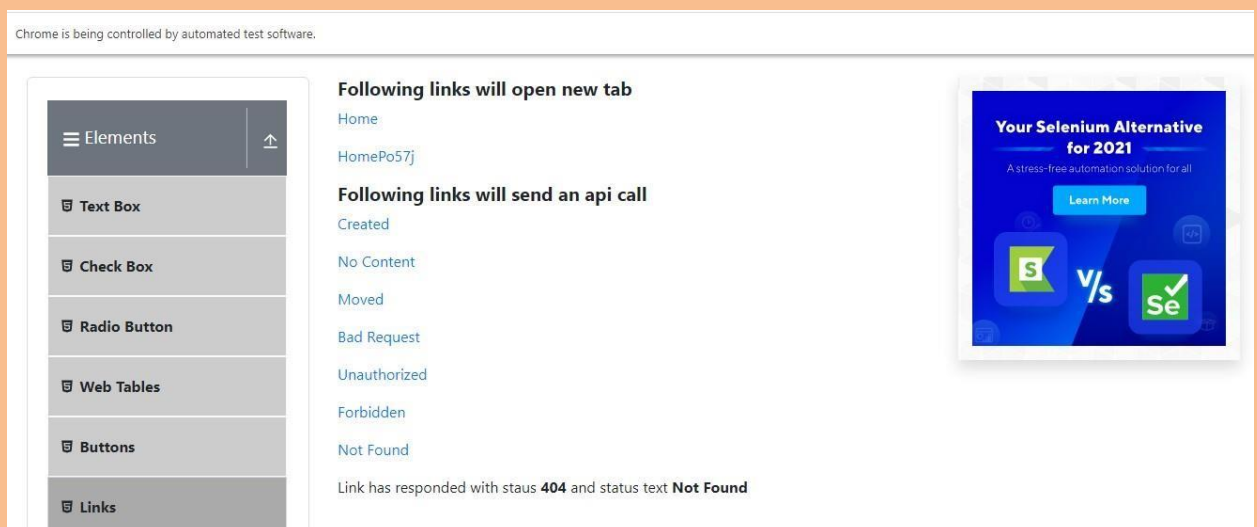 Chrome is being controlled by automated test software.
Elements
Text Box
Check Box
Radio Button
Web Tables
Buttons
Links
Following links will open new tab
Home
HomePo57j
Following links will send an api call
Created
No Content
Moved
Bad Request
Unauthorized
Forbidden
Not Found
Link has responded with staus 404 and status text Not Found
Your Selenium Alternative
for 2021
A stress-free automation solution for all
Learn More
S
V/s
Se